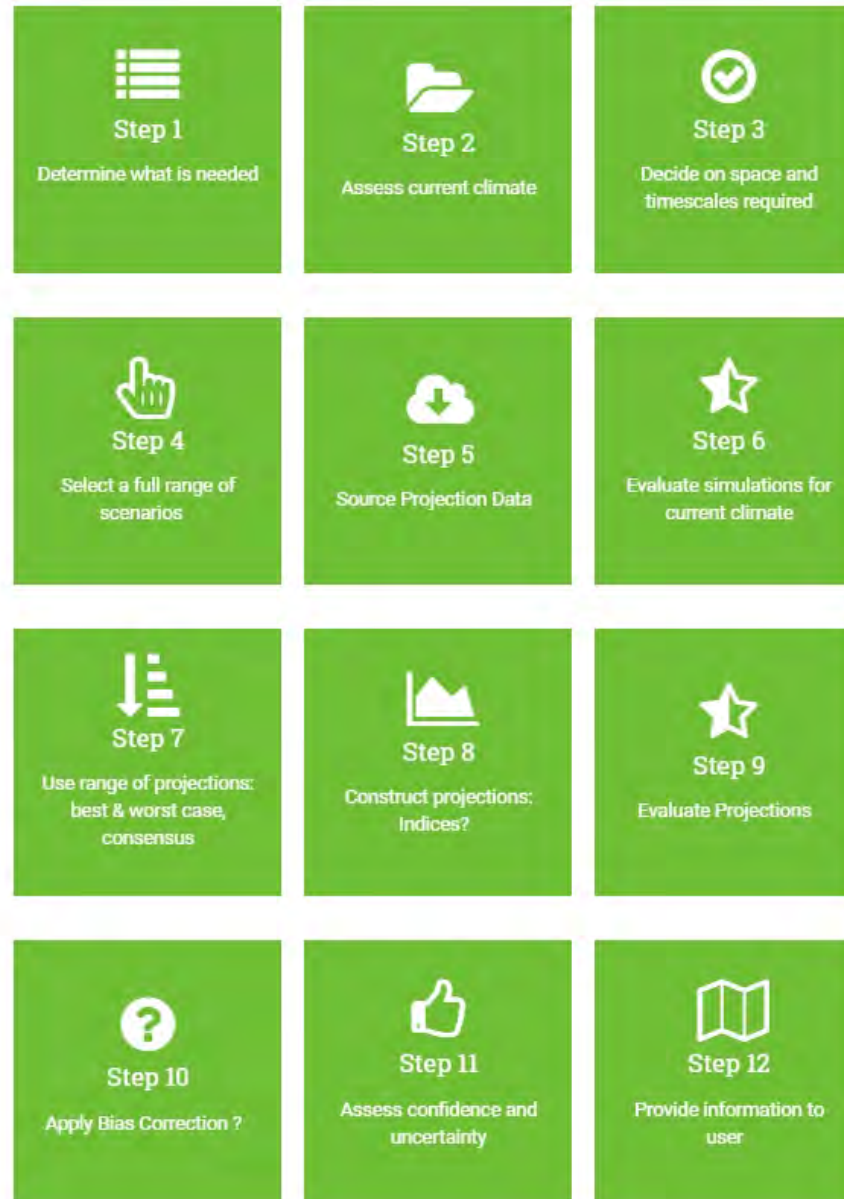 Step 1
Determine what is needed
Step 2
Assess current climate
Step 3
Decide on space and
timescales required
Step 4
Select a full range of
scenarios
Step 5
Source Projection Data
Step 6
Evaluate simulations for
current climate
Step 7
Use range of projections:
best & worst case,
consensus
Step 8
Construct projections:
Indices?
Step 9
Evaluate Projections
?
Step 10
Apply Bias Correction ?
Step 11
Assess confidence and
uncertainty
Step 12
Provide information to
user